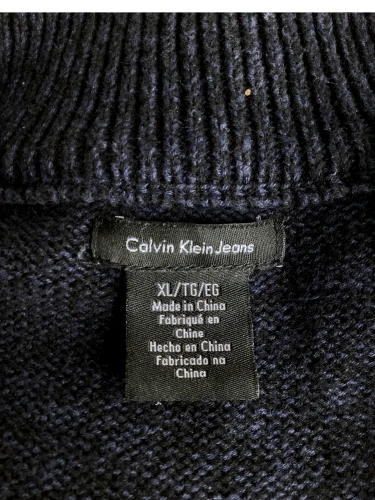 Calvin Klein Jeans
XL/TG/EG
Made in China
Fabriqué en
Chine
Hecho en China
Fabricado na
China